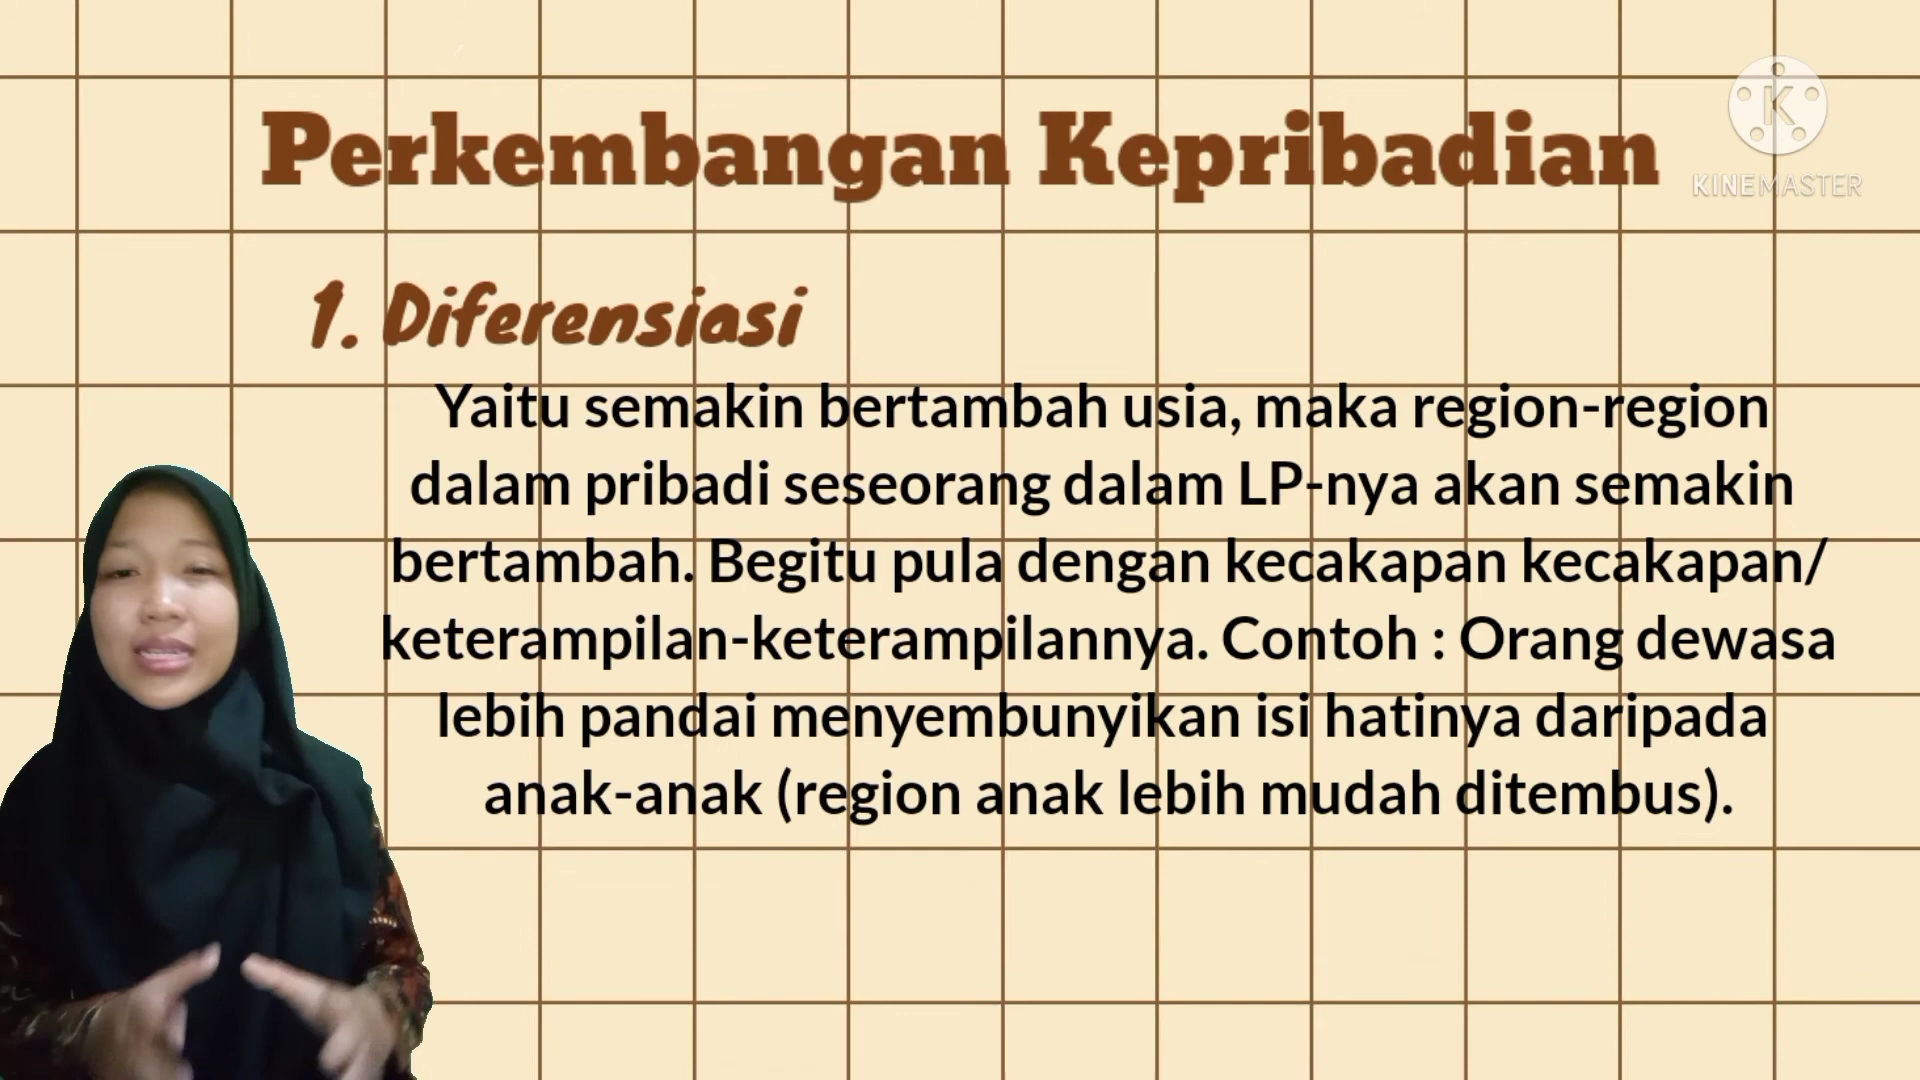 Perkembangan Kepribadian
K
KINEMASTER
1. Diferensiasi
Yaitu semakin bertambah usia, maka region-region
dalam pribadi seseorang dalam LP-nya akan semakin
bertambah. Begitu pula dengan kecakapan kecakapan/
keterampilan-keterampilannya. Contoh : Orang dewasa
lebih pandai menyembunyikan isi hatinya daripada
anak-anak (region anak lebih mudah ditembus).